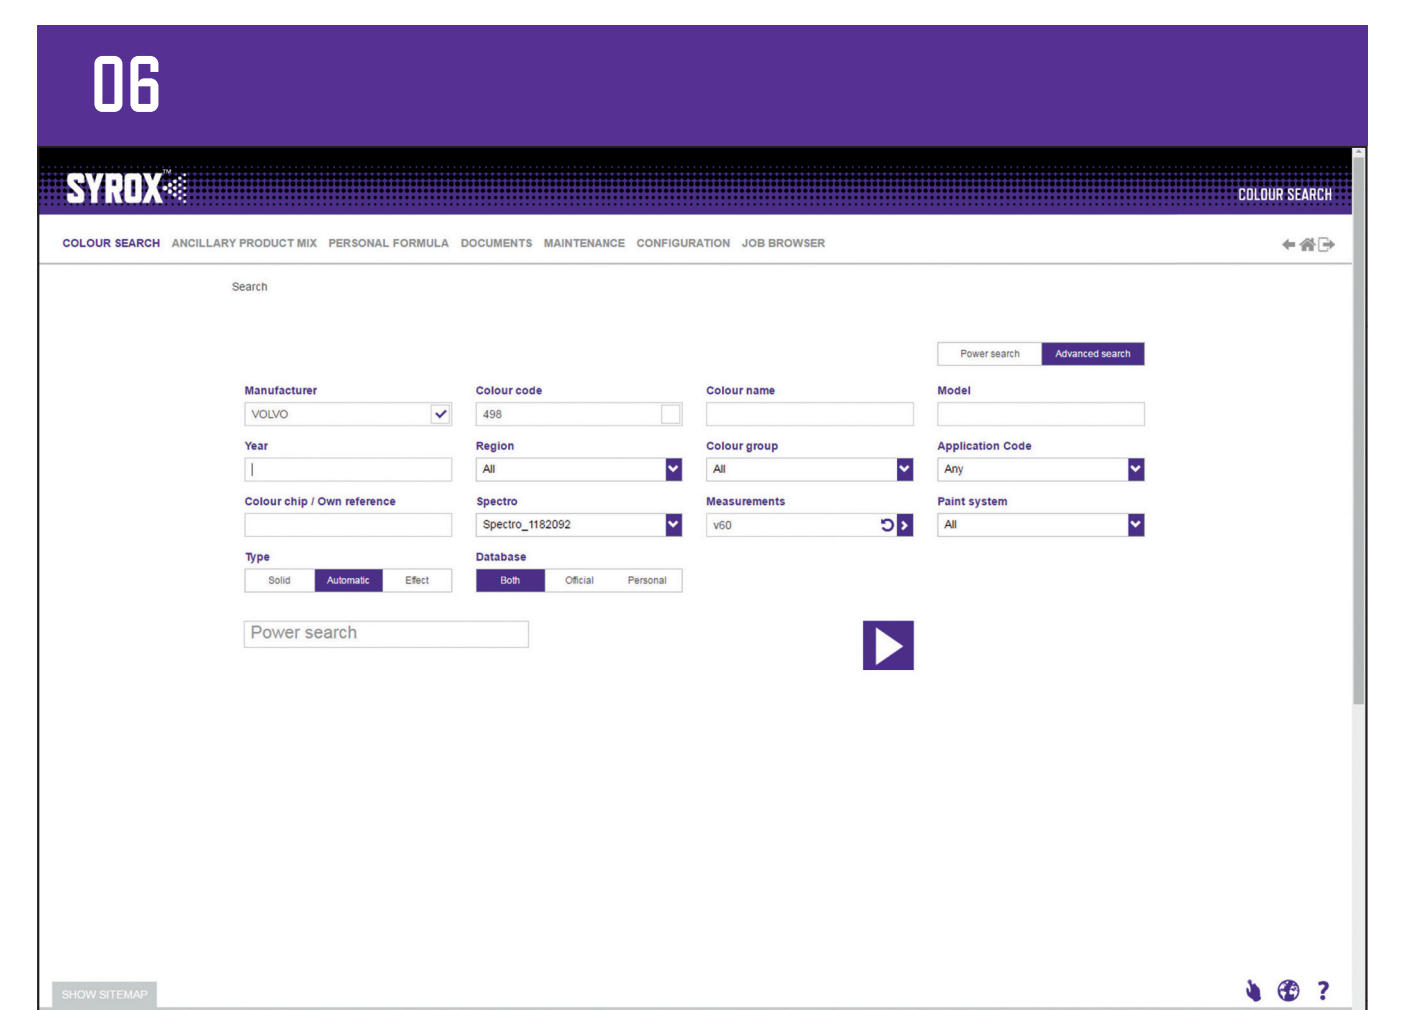 06
SYROX™
COLOUR SEARCH
COLOUR SEARCH ANCILLARY PRODUCT MIX PERSONAL FORMULA DOCUMENTS MAINTENANCE CONFIGURATION JOB BROWSER
Search
Power search Advanced search
Manufacturer Colour code Colour name Model
VOLVO 498
Year Region Colour group Application Code
All All Any
Colour chip / Own reference Spectro Measurements Paint system
Spectro_1182092 v60 All
Type Database
Solid Automatic Effect Both Official Personal
Power search
SHOW SITEMAP ?